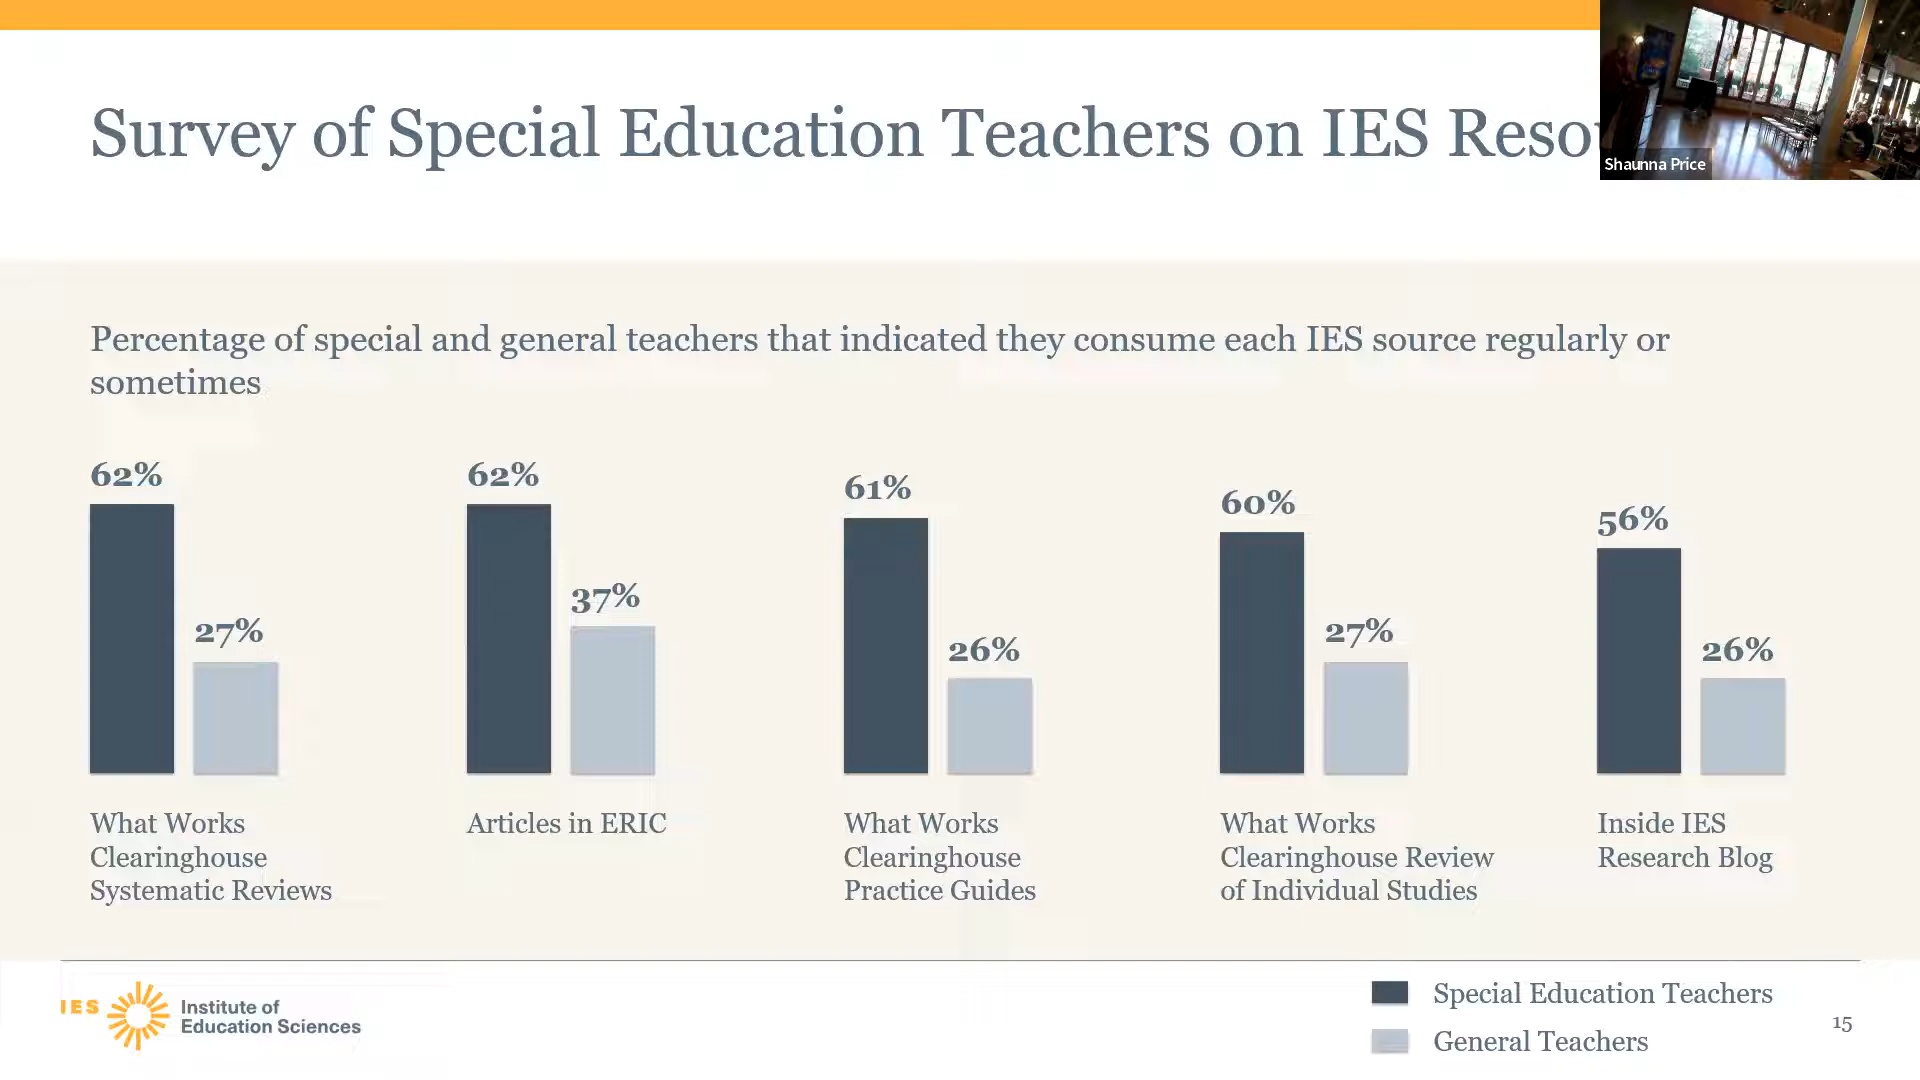 Survey of Special Education Teachers on IES
Shaunna Price
Percentage of special and general teachers that indicated they consume each IES source regularly or
sometimes
62%
27%
62%
37%
61%
26%
60%
27%
56%
26%
What Works
Clearinghouse
Systematic Reviews
Articles in ERIC
What Works
Clearinghouse
Practice Guides
What Works
Clearinghouse Review
of Individual Studies
Inside IES
Research Blog
IES
Institute of
Education Sciences
Special Education Teachers
General Teachers
15